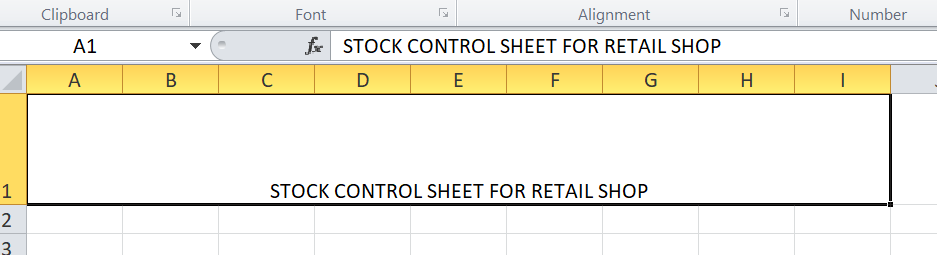 Clipboard Font Alignment Number
A1 fx STOCK CONTROL SHEET FOR RETAIL SHOP
A B C D E F G H I
1 STOCK CONTROL SHEET FOR RETAIL SHOP
2
3